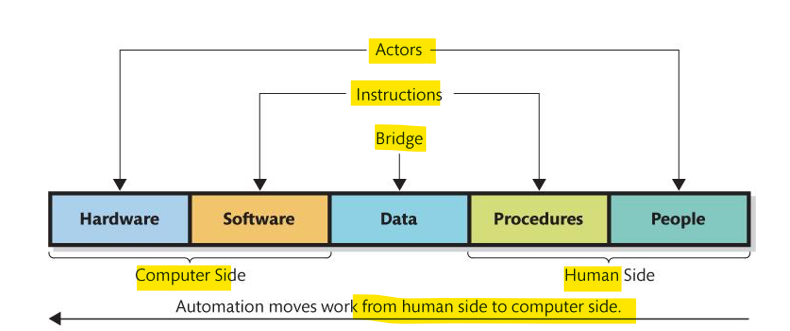 Actors
Instructions
Bridge
Hardware Software Data Procedures People
Computer Side Human Side
Automation moves work from human side to computer side.